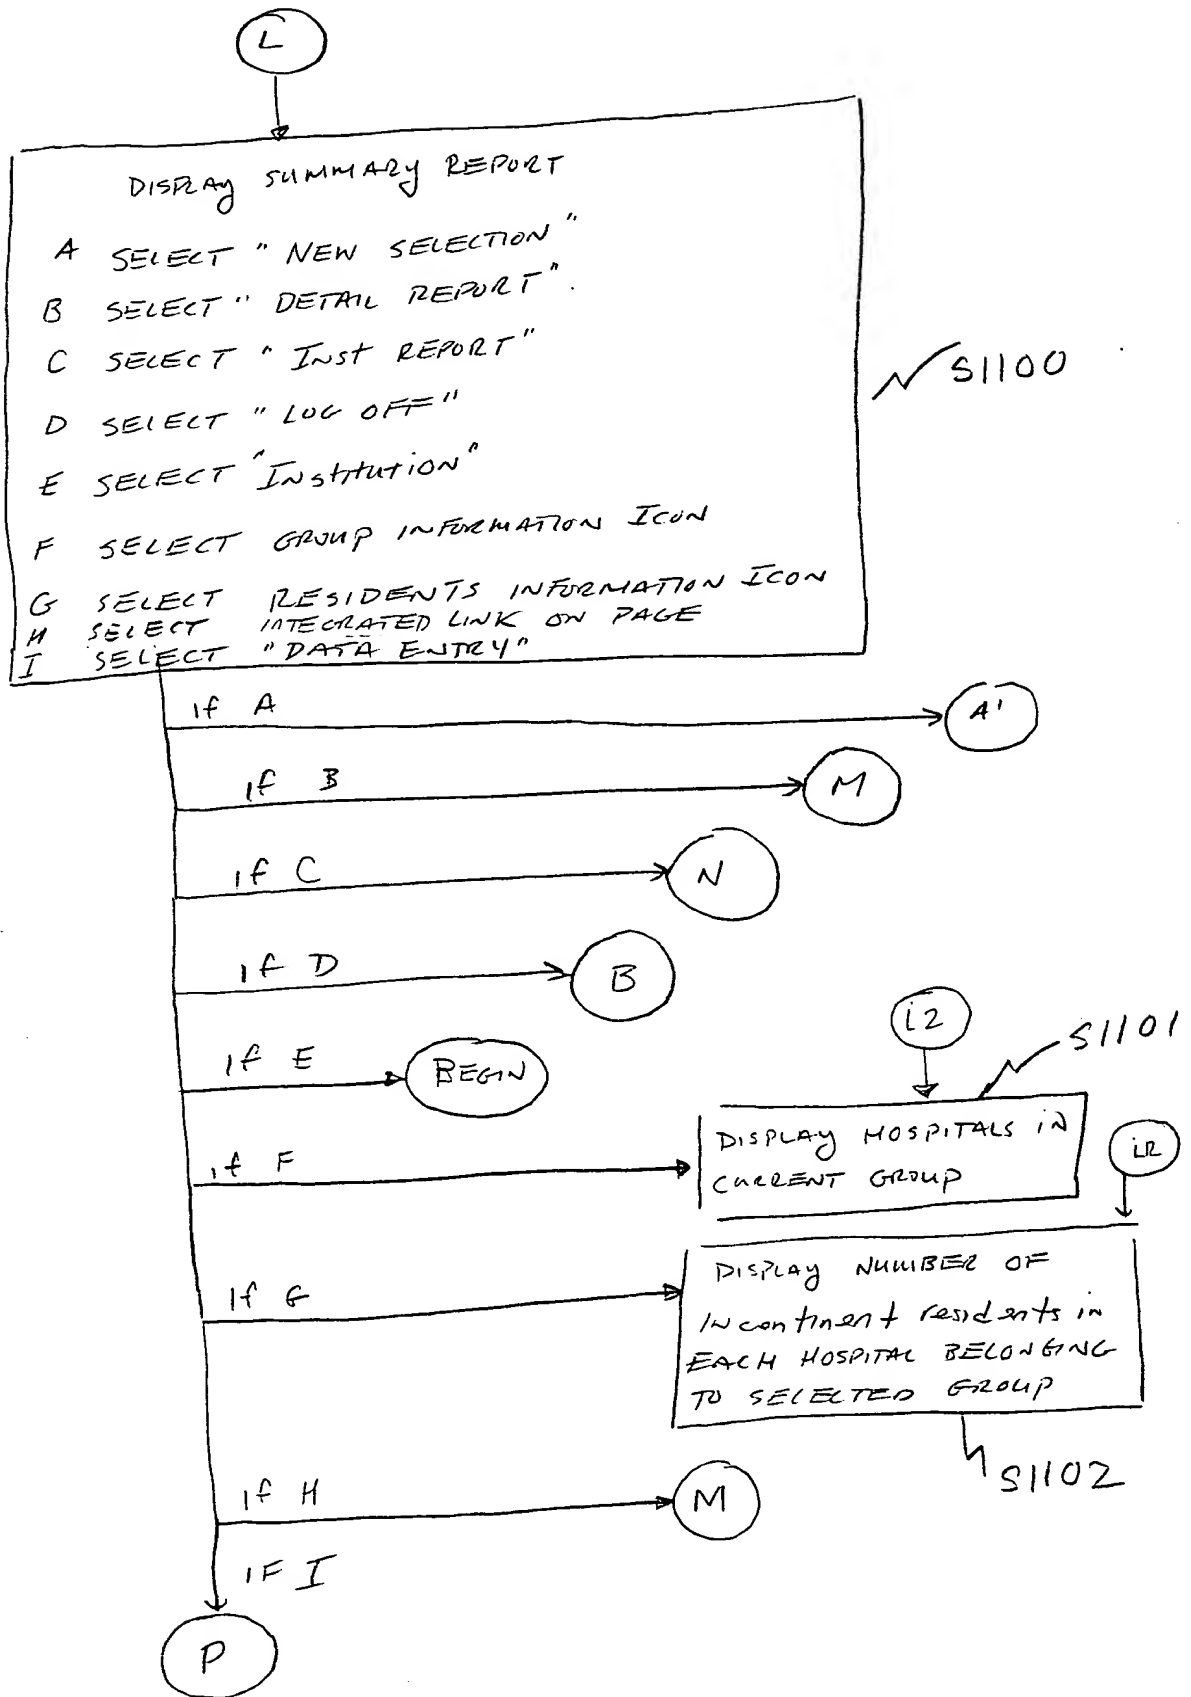 L
DISPLAY SUMMARY REPORT
A SELECT "NEW SELECTION"
B SELECT "DETAIL REPORT".
C SELECT "INST REPORT"
S1100
D SELECT "LOG OFF"
E SELECT "INSTITUTION"
F SELECT GROUP INFORMATION ICON
G SELECT RESIDENTS INFORMATION ICON
H SELECT INTEGRATED LINK ON PAGE
I SELECT "DATA ENTRY"
If A
A'
If B
M
If C
N
If D
B
i2
S1101
If E
BEGIN
DISPLAY HOSPITALS IN
CURRENT GROUP
If F
iR
DISPLAY NUMBER OF
Incontinent residents in
EACH HOSPITAL BELONGING
TO SELECTED GROUP
If G
S1102
If H
M
IF I
P